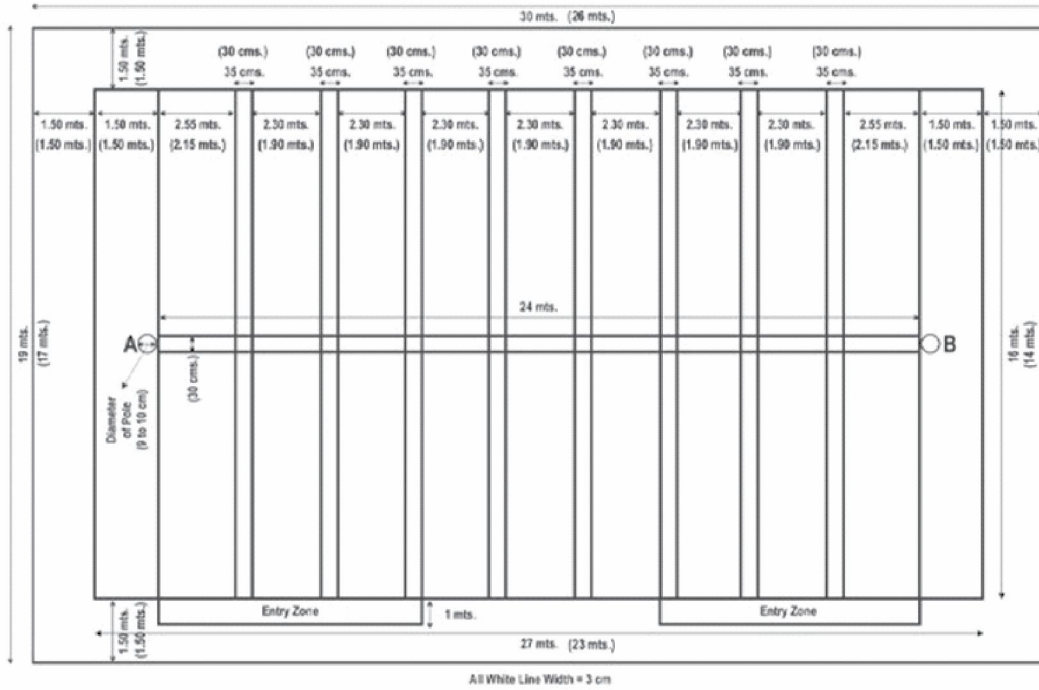 30 mts. (26 mts.)
1.50 mts.
(1.50 mts.)
(30 cms.) (30 cms.) (30 cms.) (30 cms.) (30 cms.) (30 cms.) (30 cms.) (30 cms.)
35 cms. 35 cms. 35 cms. 35 cms. 35 cms. 35 cms. 35 cms. 35 cms.
1.50 mts. 1.50 mts. 2.55 mts. 2.30 mts. 2.30 mts. 2.30 mts. 2.30 mts. 2.30 mts. 2.30 mts. 2.30 mts. 2.55 mts. 1.50 mts. 1.50 mts.
(1.50 mts.) (1.50 mts.) (2.15 mts.) (1.90 mts.) (1.90 mts.) (1.90 mts.) (1.90 mts.) (1.90 mts.) (1.90 mts.) (1.90 mts.) (2.15 mts.) (1.50 mts.) (1.50 mts.)
24 mts.
19 mts.
(17 mts.)
A
B
16 mts.
(14 mts.)
(30 cms.)
Diameter
of Pole
(9 to 10 cm)
Entry Zone
1 mts.
Entry Zone
1.50 mts.
(1.50 mts.)
27 mts. (23 mts.)
All White Line Width = 3 cm